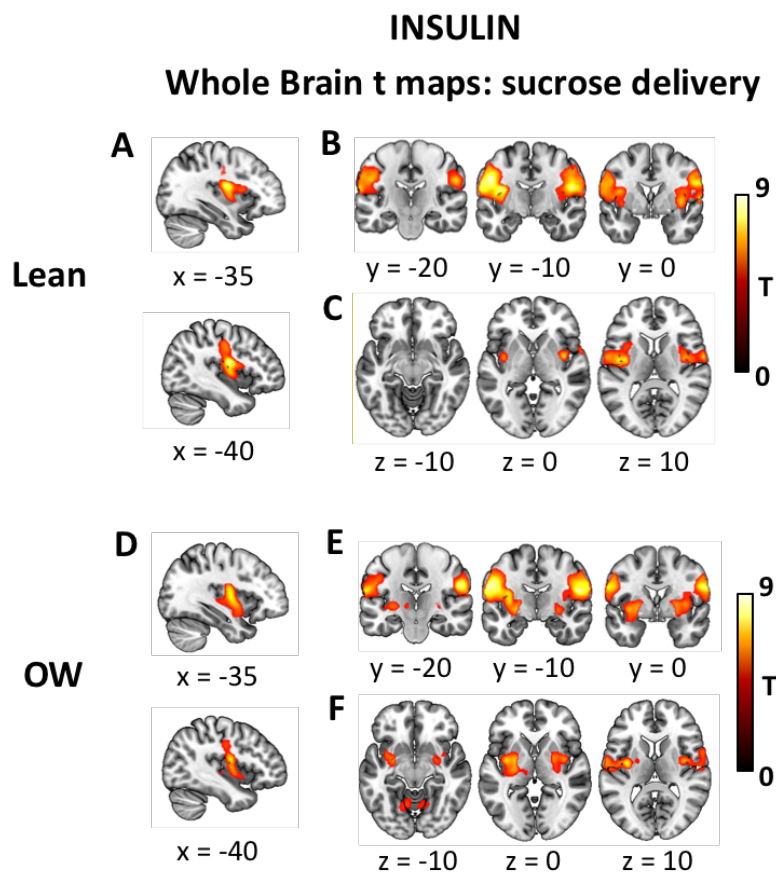 INSULIN
Whole Brain t maps: sucrose delivery
A
B
9
y = -20 y = -10 y = 0
Lean
x = -35
T
C
0
x = -40
z = -10 z = 0 z = 10
D
E
9
y = -20 y = -10 y = 0
OW
x = -35
T
F
0
x = -40
z = -10 z = 0 z = 10